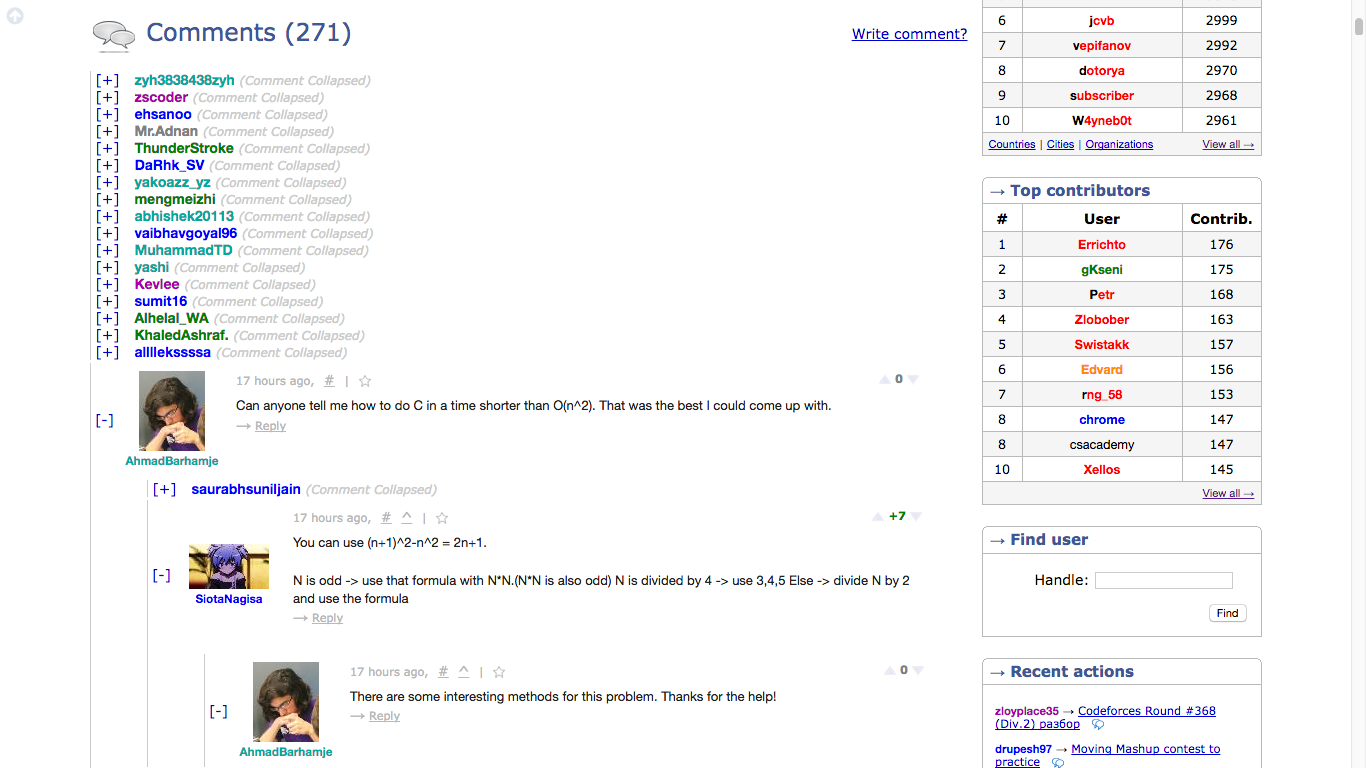 Comments (271)
Write comment?
[+] zyh3838438zyh (Comment Collapsed)
[+] zscoder (Comment Collapsed)
[+] ehsanoo (Comment Collapsed)
[+] Mr.Adnan (Comment Collapsed)
[+] ThunderStroke (Comment Collapsed)
[+] DaRhk_SV (Comment Collapsed)
[+] yakoazz_yz (Comment Collapsed)
[+] mengmeizhi (Comment Collapsed)
[+] abhishek20113 (Comment Collapsed)
[+] vaibhavgoyal96 (Comment Collapsed)
[+] MuhammadTD (Comment Collapsed)
[+] yashi (Comment Collapsed)
[+] Kevlee (Comment Collapsed)
[+] sumit16 (Comment Collapsed)
[+] Alhelal_WA (Comment Collapsed)
[+] KhaledAshraf. (Comment Collapsed)
[+] allllekssssa (Comment Collapsed)
17 hours ago, # |
0
Can anyone tell me how to do C in a time shorter than O(n^2). That was the best I could come up with.
→ Reply
[-]
AhmadBarhamje
[+] saurabhsuniljain (Comment Collapsed)
17 hours ago, # ^ |
+7
You can use (n+1)^2-n^2 = 2n+1.
N is odd -> use that formula with N*N.(N*N is also odd) N is divided by 4 -> use 3,4,5 Else -> divide N by 2
and use the formula
→ Reply
[-]
SiotaNagisa
17 hours ago, # ^ |
0
There are some interesting methods for this problem. Thanks for the help!
→ Reply
[-]
AhmadBarhamje
6 jcvb 2999
7 vepifanov 2992
8 dotorya 2970
9 subscriber 2968
10 W4yneb0t 2961
Countries | Cities | Organizations View all →
→ Top contributors
# User Contrib.
1 Errichto 176
2 gKseni 175
3 Petr 168
4 Zlobober 163
5 Swistakk 157
6 Edvard 156
7 rng_58 153
8 chrome 147
8 csacademy 147
10 Xellos 145
View all →
→ Find user
Handle:
Find
→ Recent actions
zloyplace35 → Codeforces Round #368
(Div.2) разбор
drupesh97 → Moving Mashup contest to
practice